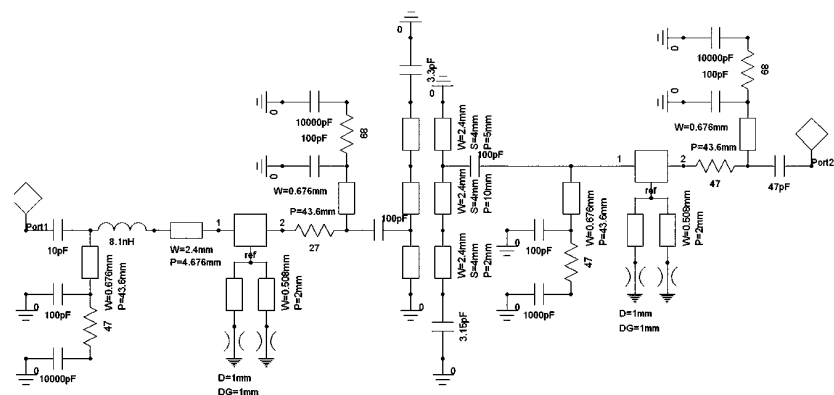 Port1
10pF
8.1nH
W=2.4mm
P=4.676mm
W=0.676mm
P=43.6mm
0
100pF
47
0
10000pF
1
2
ref
W=0.508mm
P=2mm
D=1mm
DG=1mm
27
W=0.676mm
P=43.6mm
0
10000pF
100pF
68
0
100pF
0
3.3pF
0
W=2.4mm
S=4mm
P=5mm
100pF
W=2.4mm
S=4mm
P=10mm
W=2.4mm
S=4mm
P=2mm
0
3.15pF
0
W=0.676mm
P=43.6mm
0
100pF
47
0
1000pF
1
2
ref
W=0.508mm
P=2mm
D=1mm
DG=1mm
47
W=0.676mm
P=43.6mm
0
10000pF
100pF
68
0
47pF
Port2